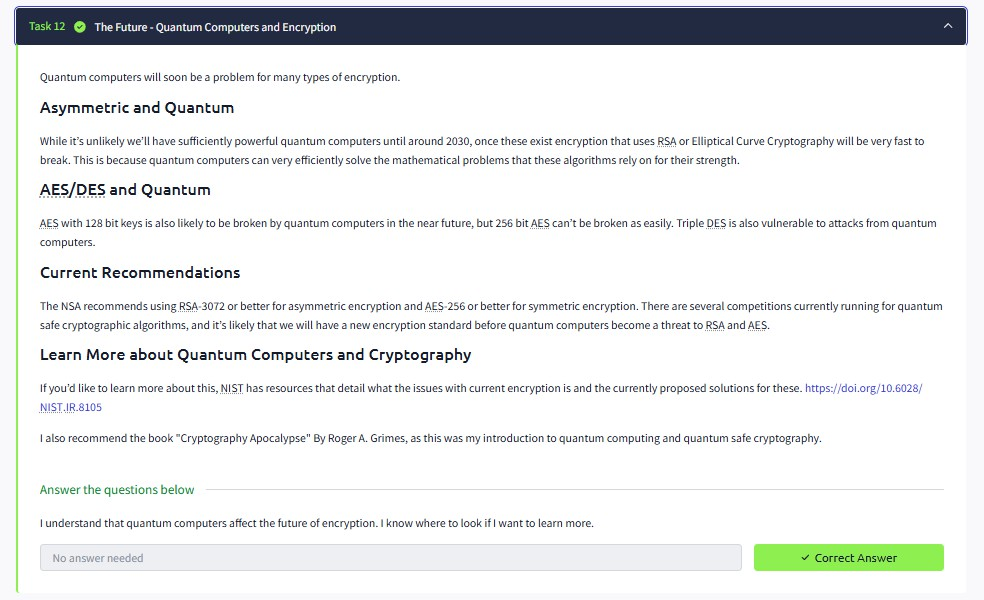 Task 12 The Future - Quantum Computers and Encryption
Quantum computers will soon be a problem for many types of encryption.
Asymmetric and Quantum
While it's unlikely we'll have sufficiently powerful quantum computers until around 2030, once these exist encryption that uses RSA or Elliptical Curve Cryptography will be very fast to
break. This is because quantum computers can very efficiently solve the mathematical problems that these algorithms rely on for their strength.
AES/DES and Quantum
AES with 128 bit keys is also likely to be broken by quantum computers in the near future, but 256 bit AES can't be broken as easily. Triple DES is also vulnerable to attacks from quantum
computers.
Current Recommendations
The NSA recommends using RSA-3072 or better for asymmetric encryption and AES-256 or better for symmetric encryption. There are several competitions currently running for quantum
safe cryptographic algorithms, and it's likely that we will have a new encryption standard before quantum computers become a threat to RSA and AES.
Learn More about Quantum Computers and Cryptography
If you'd like to learn more about this, NIST has resources that detail what the issues with current encryption is and the currently proposed solutions for these. https://doi.org/10.6028/
NIST.IR.8105
I also recommend the book "Cryptography Apocalypse" By Roger A. Grimes, as this was my introduction to quantum computing and quantum safe cryptography.
Answer the questions below
I understand that quantum computers affect the future of encryption. I know where to look if I want to learn more.
No answer needed
Correct Answer